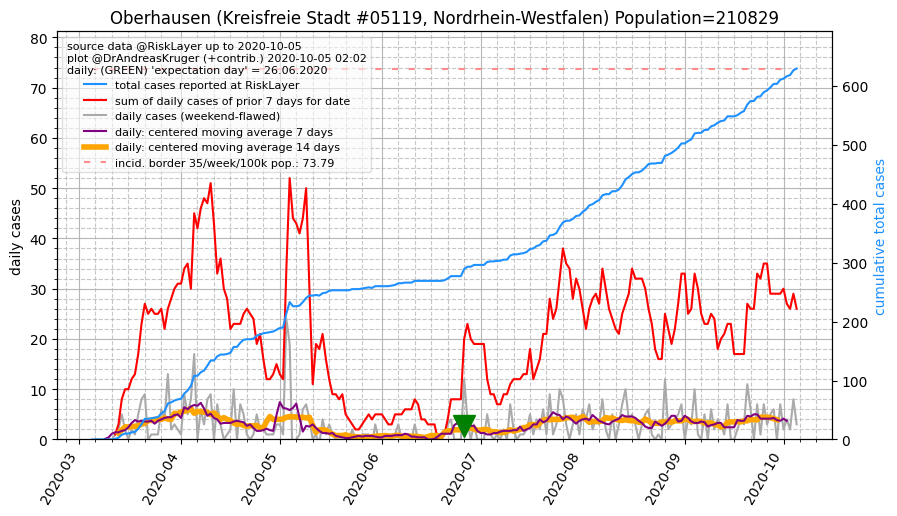 Oberhausen (Kreisfreie Stadt #05119, Nordrhein-Westfalen) Population=210829
source data @RiskLayer up to 2020-10-05
plot @DrAndreasKruger (+contrib.) 2020-10-05 02:02
daily: (GREEN) 'expectation day' = 26.06.2020
total cases reported at RiskLayer
sum of daily cases of prior 7 days for date
daily cases (weekend-flawed)
daily: centered moving average 7 days
daily: centered moving average 14 days
incid. border 35/week/100k pop.: 73.79
daily cases
80
70
60
50
40
30
20
10
0
600
500
400
300
200
100
0
cumulative total cases
2020-03
2020-04
2020-05
2020-06
2020-07
2020-08
2020-09
2020-10